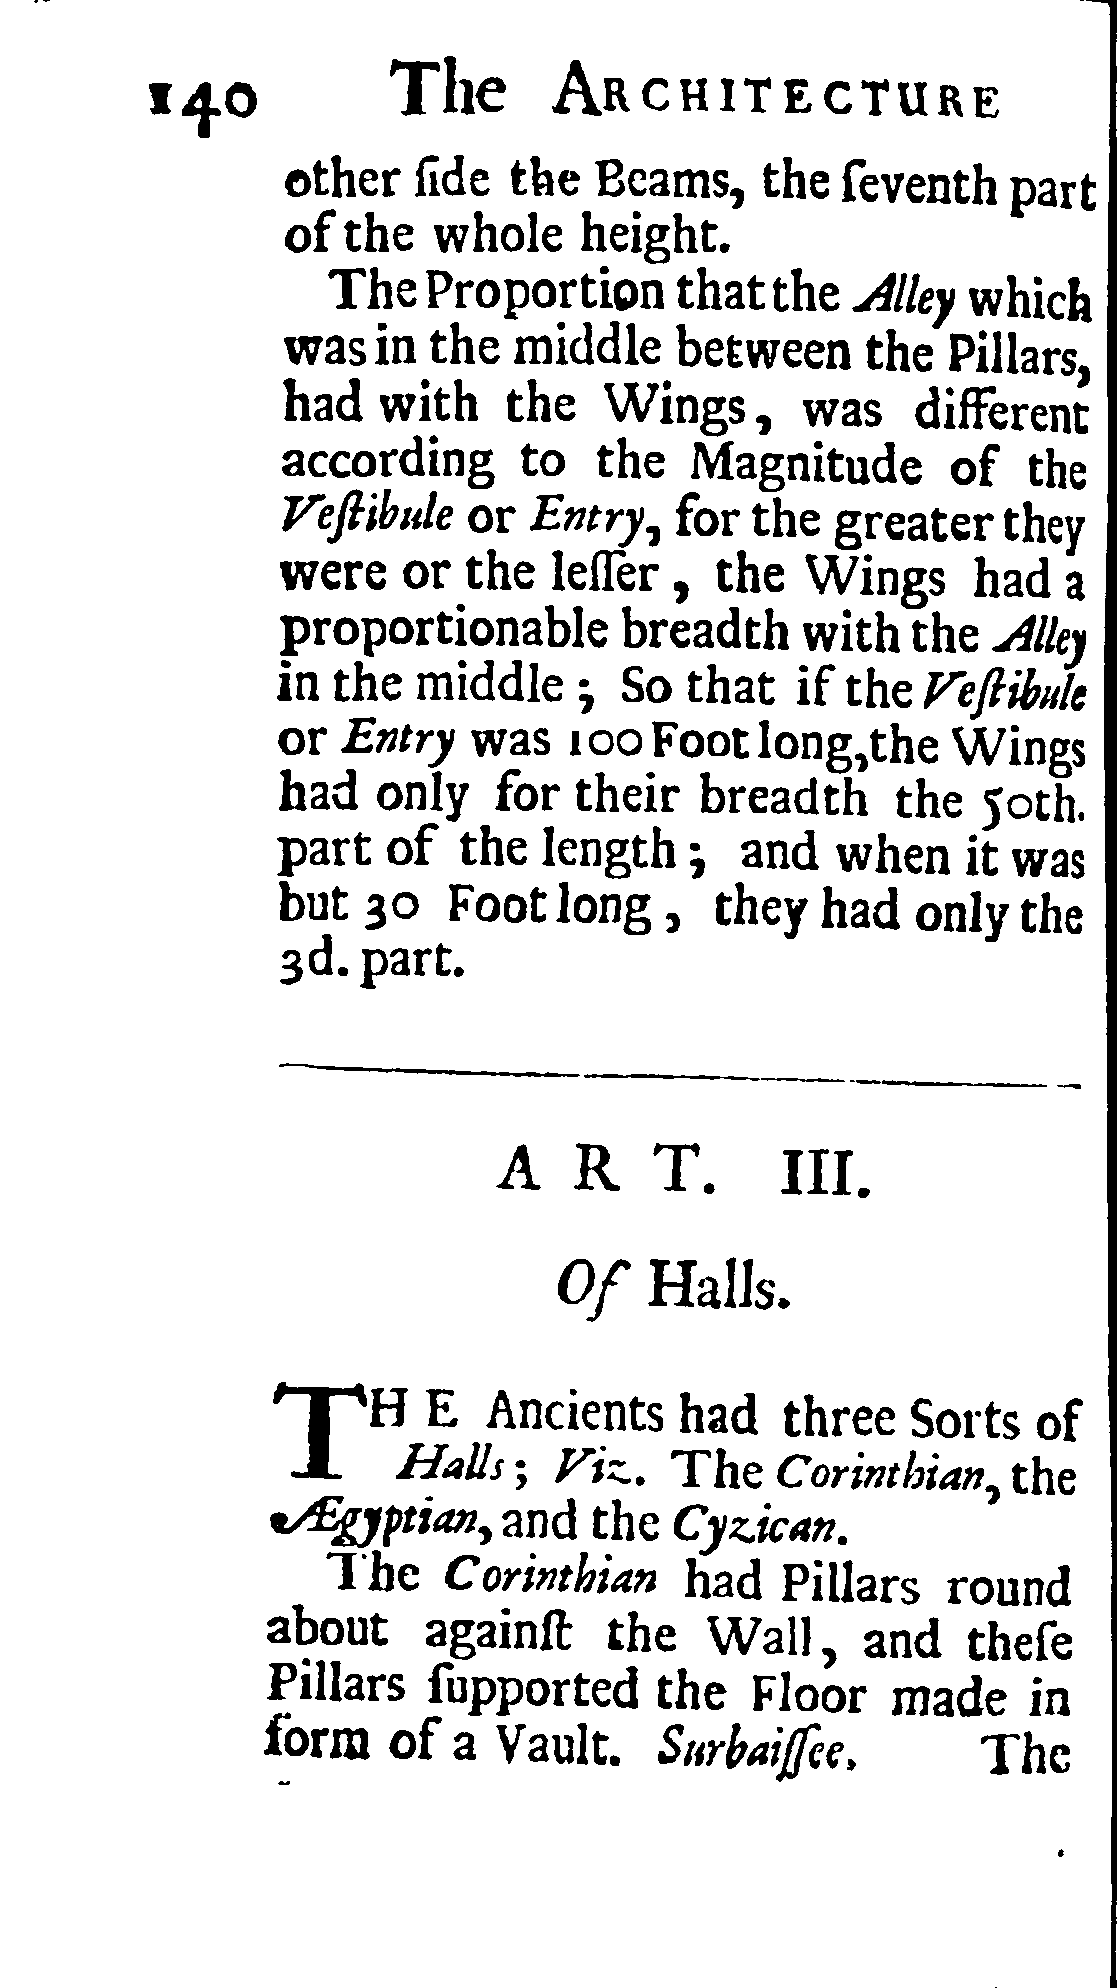 140 The ARCHITECTURE
other ſide the Beams, the ſeventh part
of the whole height.
The Proportion that the Alley which
was in the middle between the Pillars,
had with the Wings, was different
according to the Magnitude of the
Veſtibule or Entry, for the greater they
were or the leſſer, the Wings had a
proportionable breadth with the Alley
in the middle; So that if the Veſtibule
or Entry was 100 Foot long, the Wings
had only for their breadth the 50th.
part of the length; and when it was
but 30 Foot long, they had only the
3d. part.
ART. III.
Of Halls.
THE Ancients had three Sorts of
Halls; Viz. The Corinthian, the
Ægyptian, and the Cyzican.
The Corinthian had Pillars round
about againſt the Wall, and theſe
Pillars ſupported the Floor made in
form of a Vault. Surbaiſſee. The